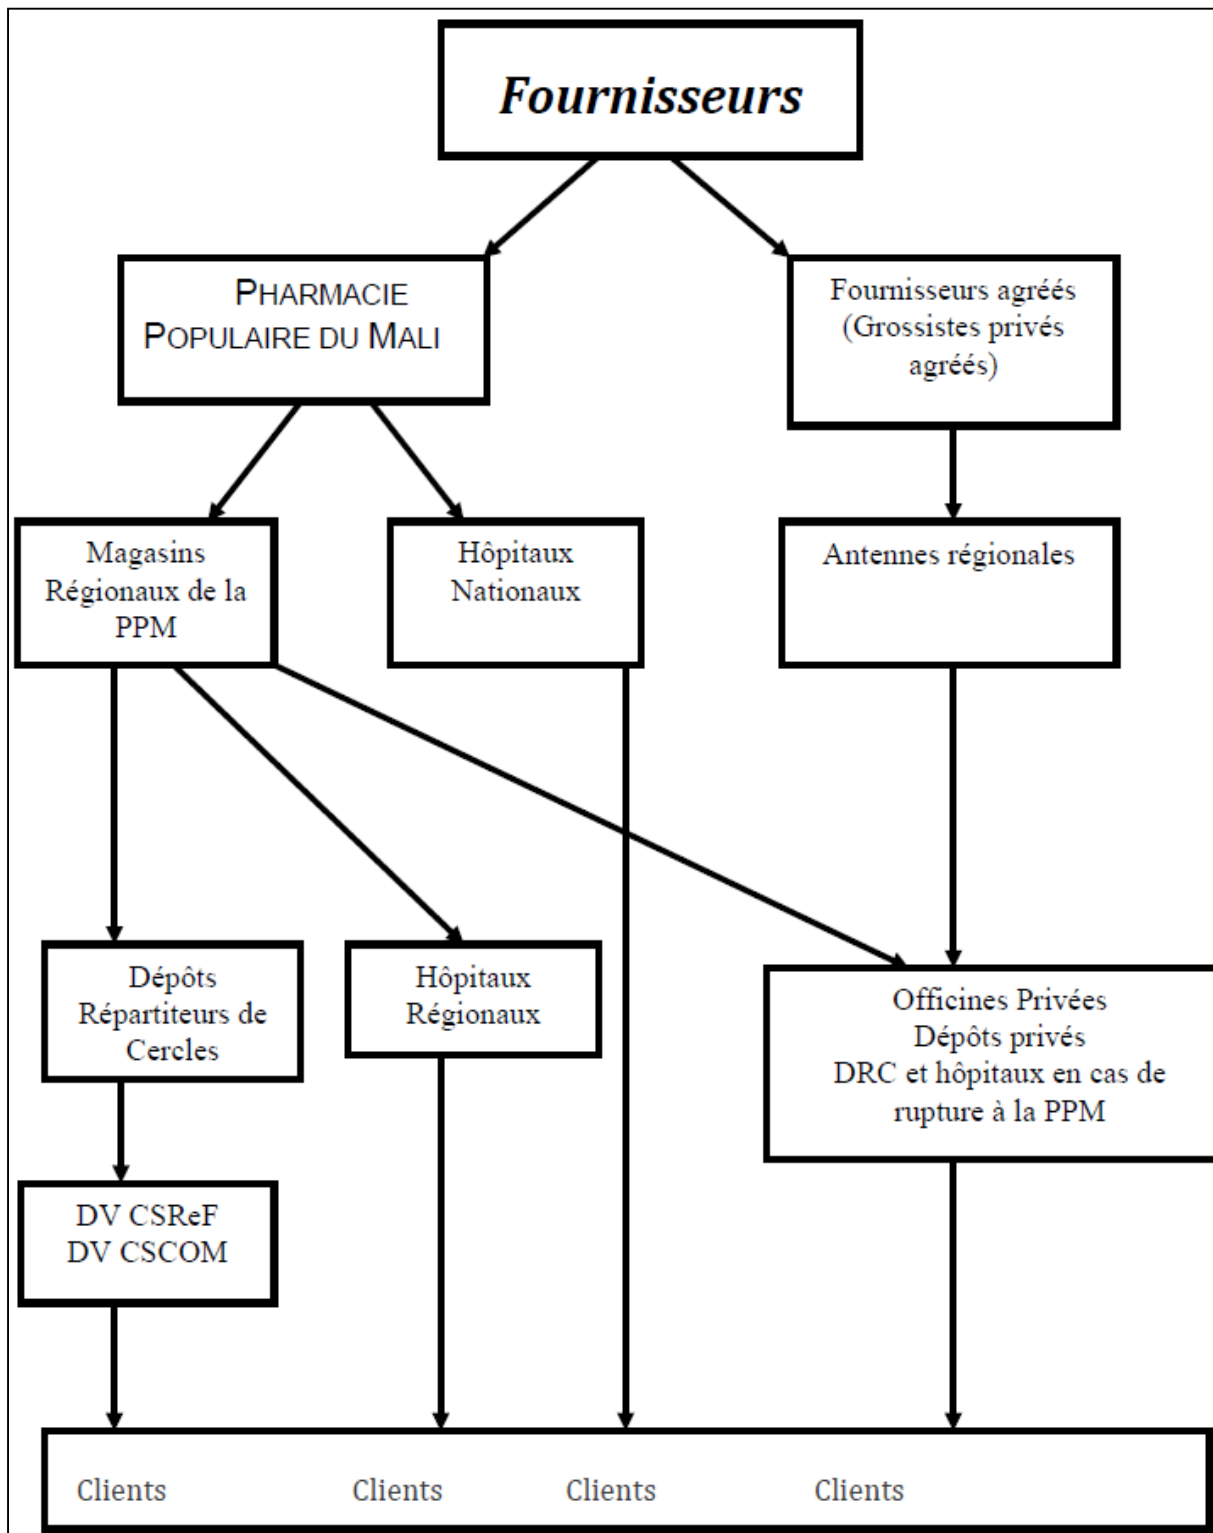 Fournisseurs
PHARMACIE
POPULAIRE DU MALI
Fournisseurs agréés
(Grossistes privés
agréés)
Magasins
Régionaux de la
PPM
Hôpitaux
Nationaux
Antennes régionales
Dépôts
Répartiteurs de
Cercles
Hôpitaux
Régionaux
Officines Privées
Dépôts privés
DRC et hôpitaux en cas de
rupture à la PPM
DV CSReF
DV CSCOM
Clients Clients Clients Clients